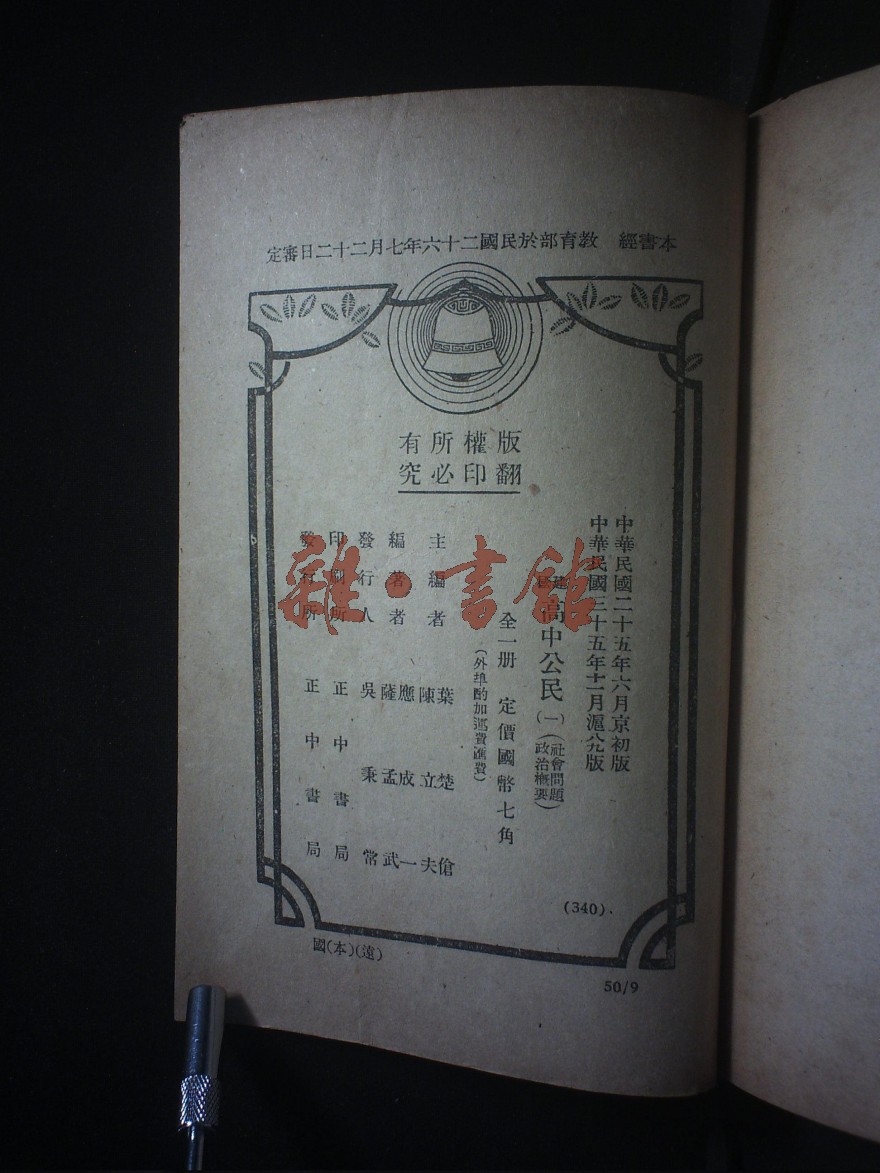 本書經 教育部於民國二十六年七月二十二日審定
版權所有
翻印必究
中華民國二十五年六月京初版
中華民國三十五年十一月滬六版
建國 高中公民 (一) (社會問題 政治概要)
全一册 定價國幣七角
(外埠酌加運費匯費)
主編者 葉楚傖 陳立夫
編著者 應成一 薩孟武
發行人 吳秉常
印刷所 正中書局
發行所 正中書局
雜·書館
(340)
國(本)(遠)
50/9